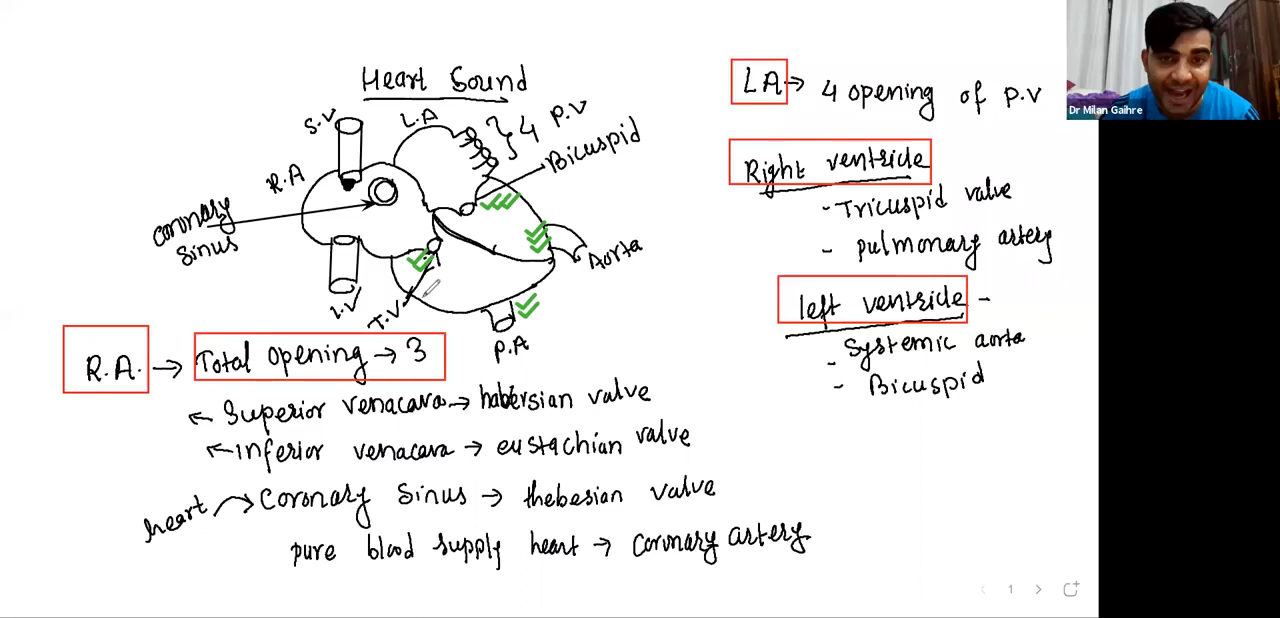 Heart Sound
S.V
L.A
4 P.V
Bicuspid
R.A
Coronary
Sinus
Aorta
I.V
T.V
P.A
R.A. → Total opening → 3
← Superior venacava → habersian valve
← Inferior venacava → eustachian valve
heart → Coronary Sinus → thebesian valve
pure blood supply heart → coronary artery
LA → 4 opening of P.V
Right ventricle
- Tricuspid valve
- pulmonary artery
left ventricle -
- Systemic aorta
- Bicuspid
Dr Milan Gaihre
1